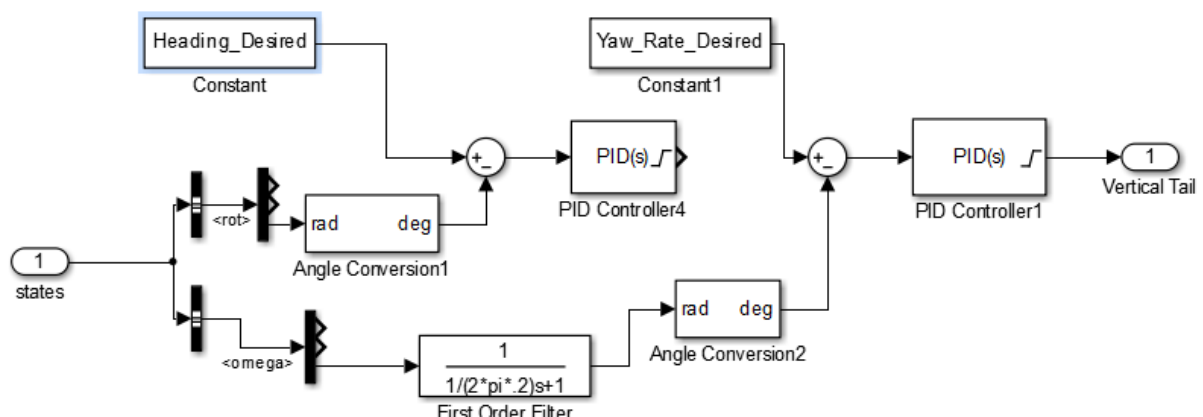 Heading_Desired
Constant
Yaw_Rate_Desired
Constant1
+
−
PID(s)
PID Controller4
+
−
PID(s)
PID Controller1
1
Vertical Tail
<rot>
rad deg
Angle Conversion1
1
states
rad deg
Angle Conversion2
<omega>
1
1/(2*pi*.2)s+1
First Order Filter